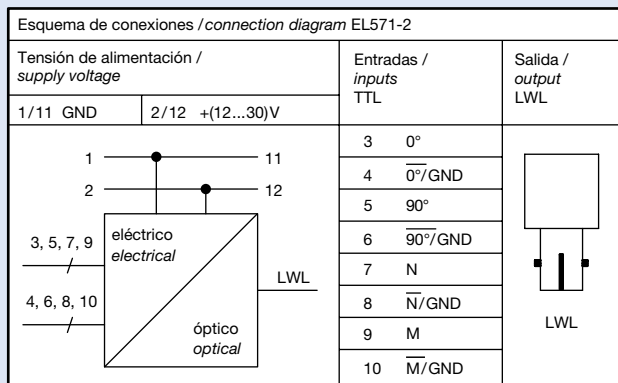 Esquema de conexiones / connection diagram EL571-2
Tensión de alimentación /
supply voltage
1/11 GND
2/12 +(12...30)V
Entradas /
inputs
TTL
Salida /
output
LWL
1
11
2
12
3, 5, 7, 9
4, 6, 8, 10
eléctrico
electrical
óptico
optical
LWL
3 0°
4 0°/GND
5 90°
6 90°/GND
7 N
8 N/GND
9 M
10 M/GND
LWL